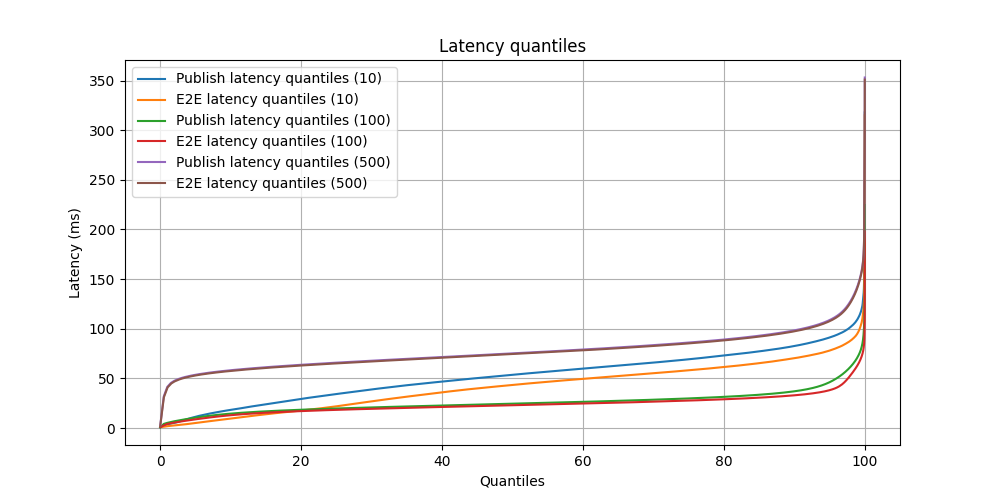 Latency quantiles
Publish latency quantiles (10)
E2E latency quantiles (10)
Publish latency quantiles (100)
E2E latency quantiles (100)
Publish latency quantiles (500)
E2E latency quantiles (500)
350
300
250
200
150
100
50
0
Latency (ms)
0 20 40 60 80 100
Quantiles